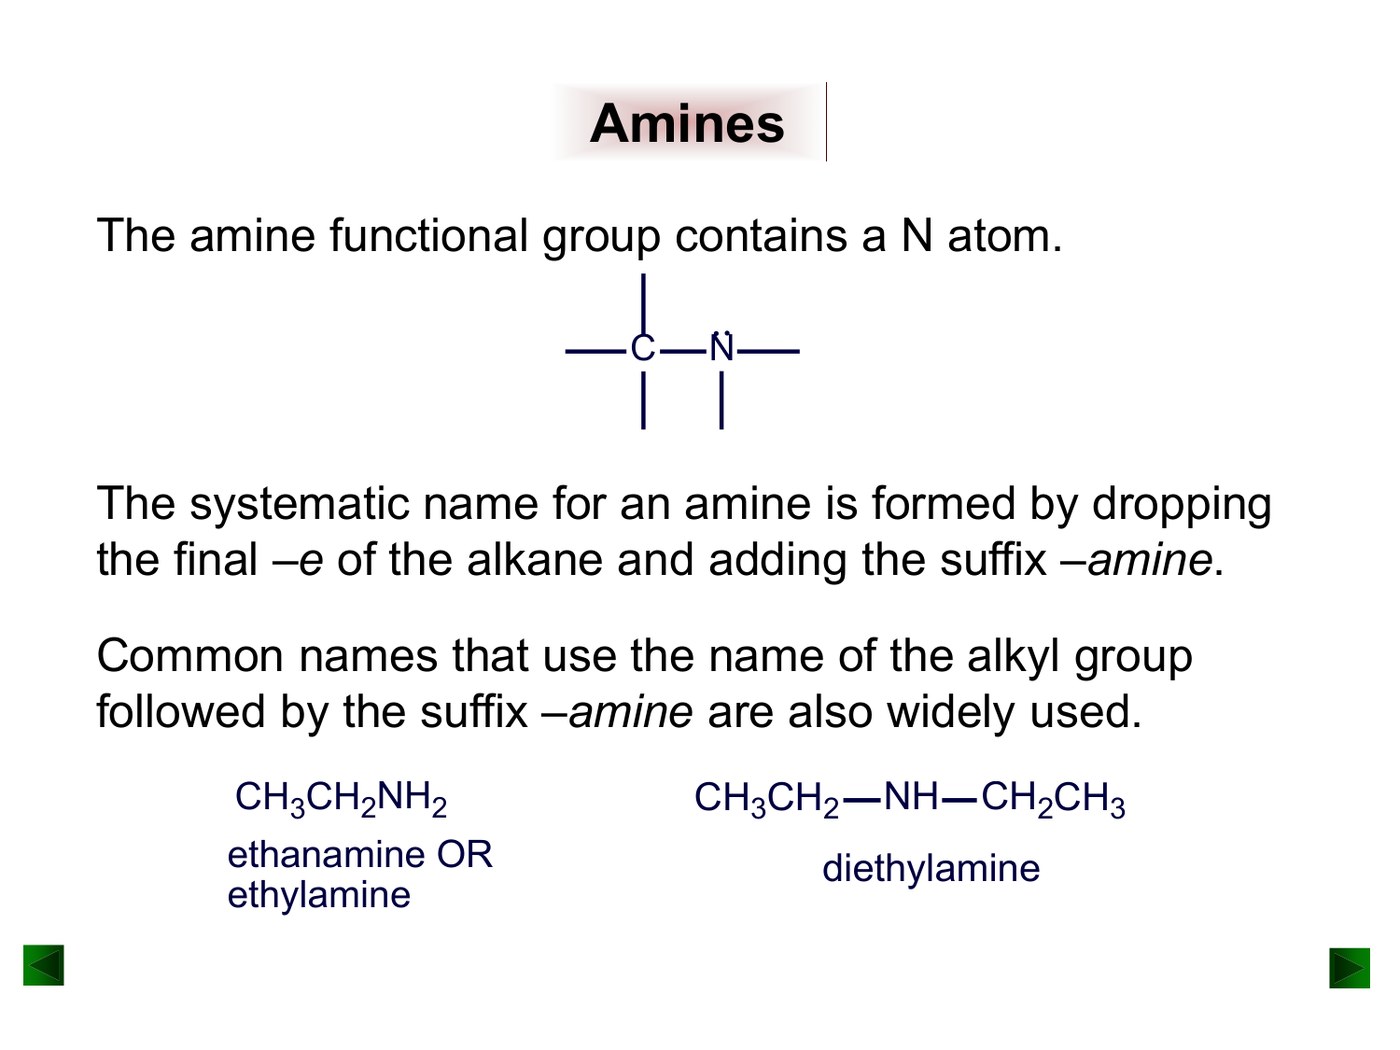 Amines
The amine functional group contains a N atom.
C N̈
The systematic name for an amine is formed by dropping
the final –e of the alkane and adding the suffix –amine.
Common names that use the name of the alkyl group
followed by the suffix –amine are also widely used.
CH₃CH₂NH₂ CH₃CH₂—NH—CH₂CH₃
ethanamine OR
ethylamine
diethylamine